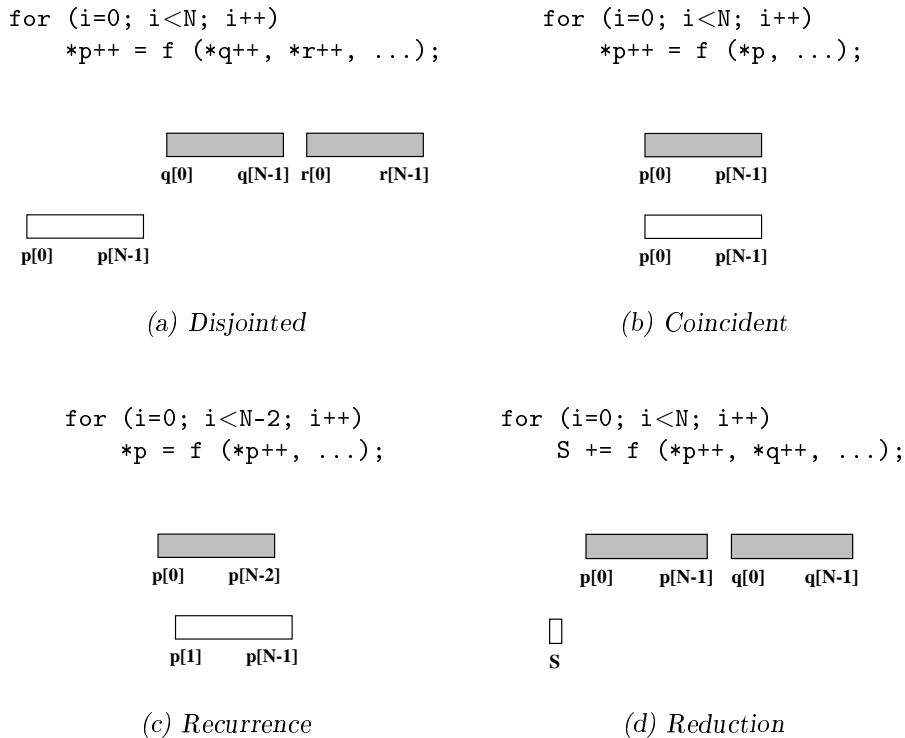 for (i=0; i<N; i++)
*p++ = f (*q++, *r++, ...);
q[0] q[N-1] r[0] r[N-1]
p[0] p[N-1]
(a) Disjointed
for (i=0; i<N; i++)
*p++ = f (*p, ...);
p[0] p[N-1]
p[0] p[N-1]
(b) Coincident
for (i=0; i<N-2; i++)
*p = f (*p++, ...);
p[0] p[N-2]
p[1] p[N-1]
(c) Recurrence
for (i=0; i<N; i++)
S += f (*p++, *q++, ...);
p[0] p[N-1] q[0] q[N-1]
S
(d) Reduction